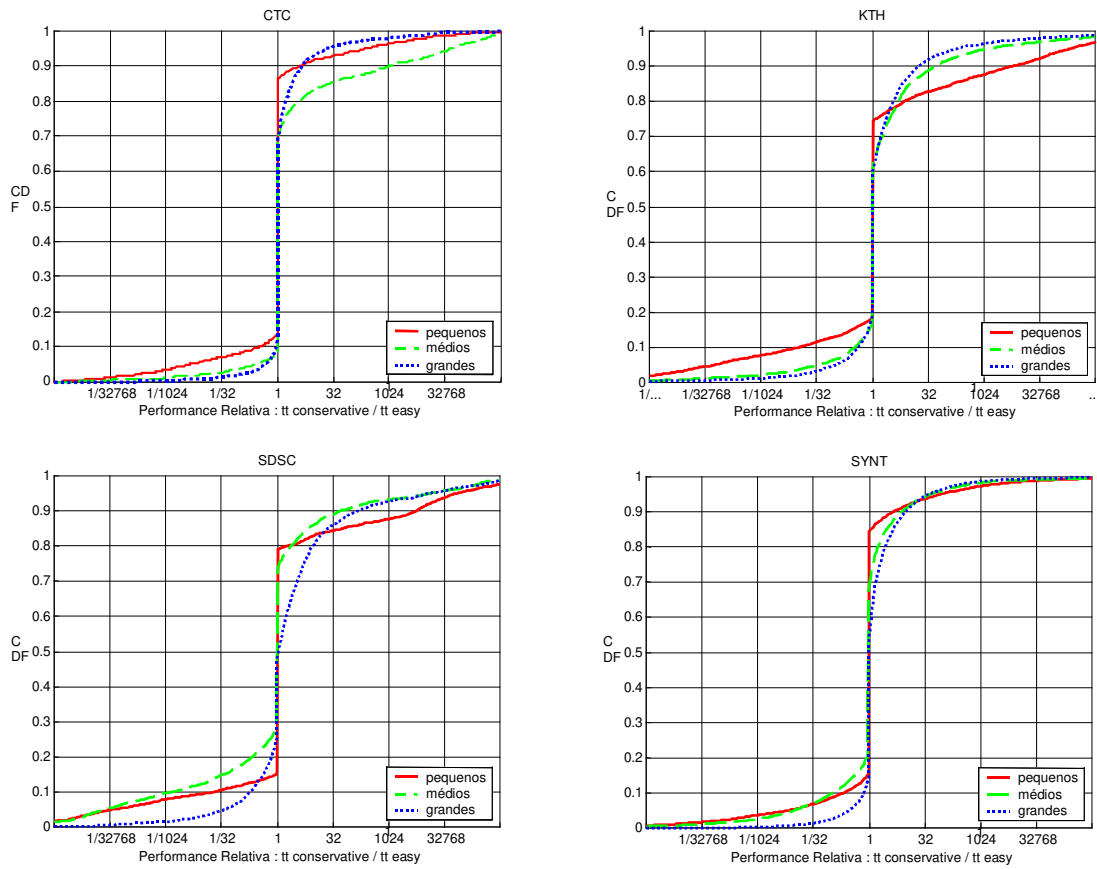 CTC
1
0.9
0.8
0.7
0.6
CD
F
0.5
0.4
0.3
0.2
0.1
0
pequenos
médios
grandes
1/32768 1/1024 1/32 1 32 1024 32768
Performance Relativa : tt conservative / tt easy
KTH
1
0.9
0.8
0.7
0.6
C
DF
0.5
0.4
0.3
0.2
0.1
0
pequenos
médios
grandes
1/... 1/32768 1/1024 1/32 1 32 1024 32768 ..
Performance Relativa : tt conservative / tt easy
SDSC
1
0.9
0.8
0.7
0.6
C
DF
0.5
0.4
0.3
0.2
0.1
0
pequenos
médios
grandes
1/32768 1/1024 1/32 1 32 1024 32768
Performance Relativa : tt conservative / tt easy
SYNT
1
0.9
0.8
0.7
0.6
C
DF
0.5
0.4
0.3
0.2
0.1
0
pequenos
médios
grandes
1/32768 1/1024 1/32 1 32 1024 32768
Performance Relativa : tt conservative / tt easy